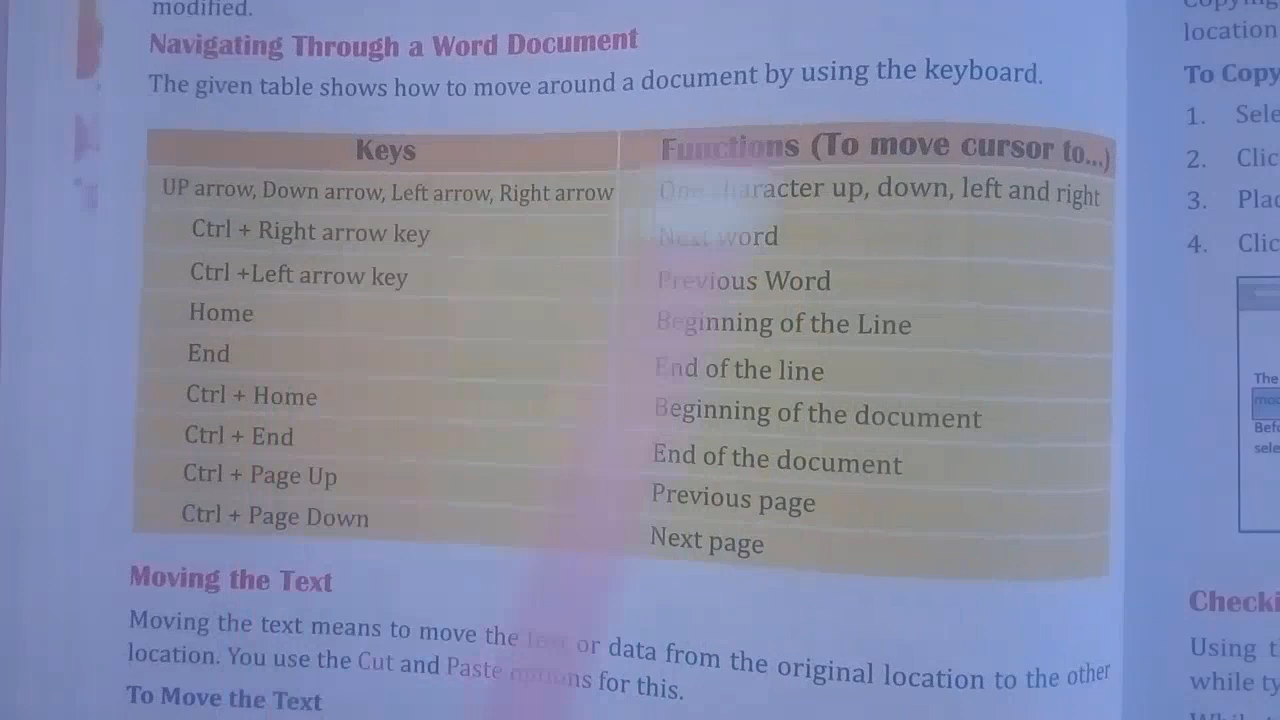 modified.
Navigating Through a Word Document
The given table shows how to move around a document by using the keyboard.
Keys Functions (To move cursor to...)
UP arrow, Down arrow, Left arrow, Right arrow One character up, down, left and right
Ctrl + Right arrow key Next word
Ctrl +Left arrow key Previous Word
Home Beginning of the Line
End End of the line
Ctrl + Home Beginning of the document
Ctrl + End End of the document
Ctrl + Page Up Previous page
Ctrl + Page Down Next page
Moving the Text
Moving the text means to move the text or data from the original location to the other
location. You use the Cut and Paste options for this.
To Move the Text
location
To Copy
1.
2.
3.
4.
The
sele
Using
while